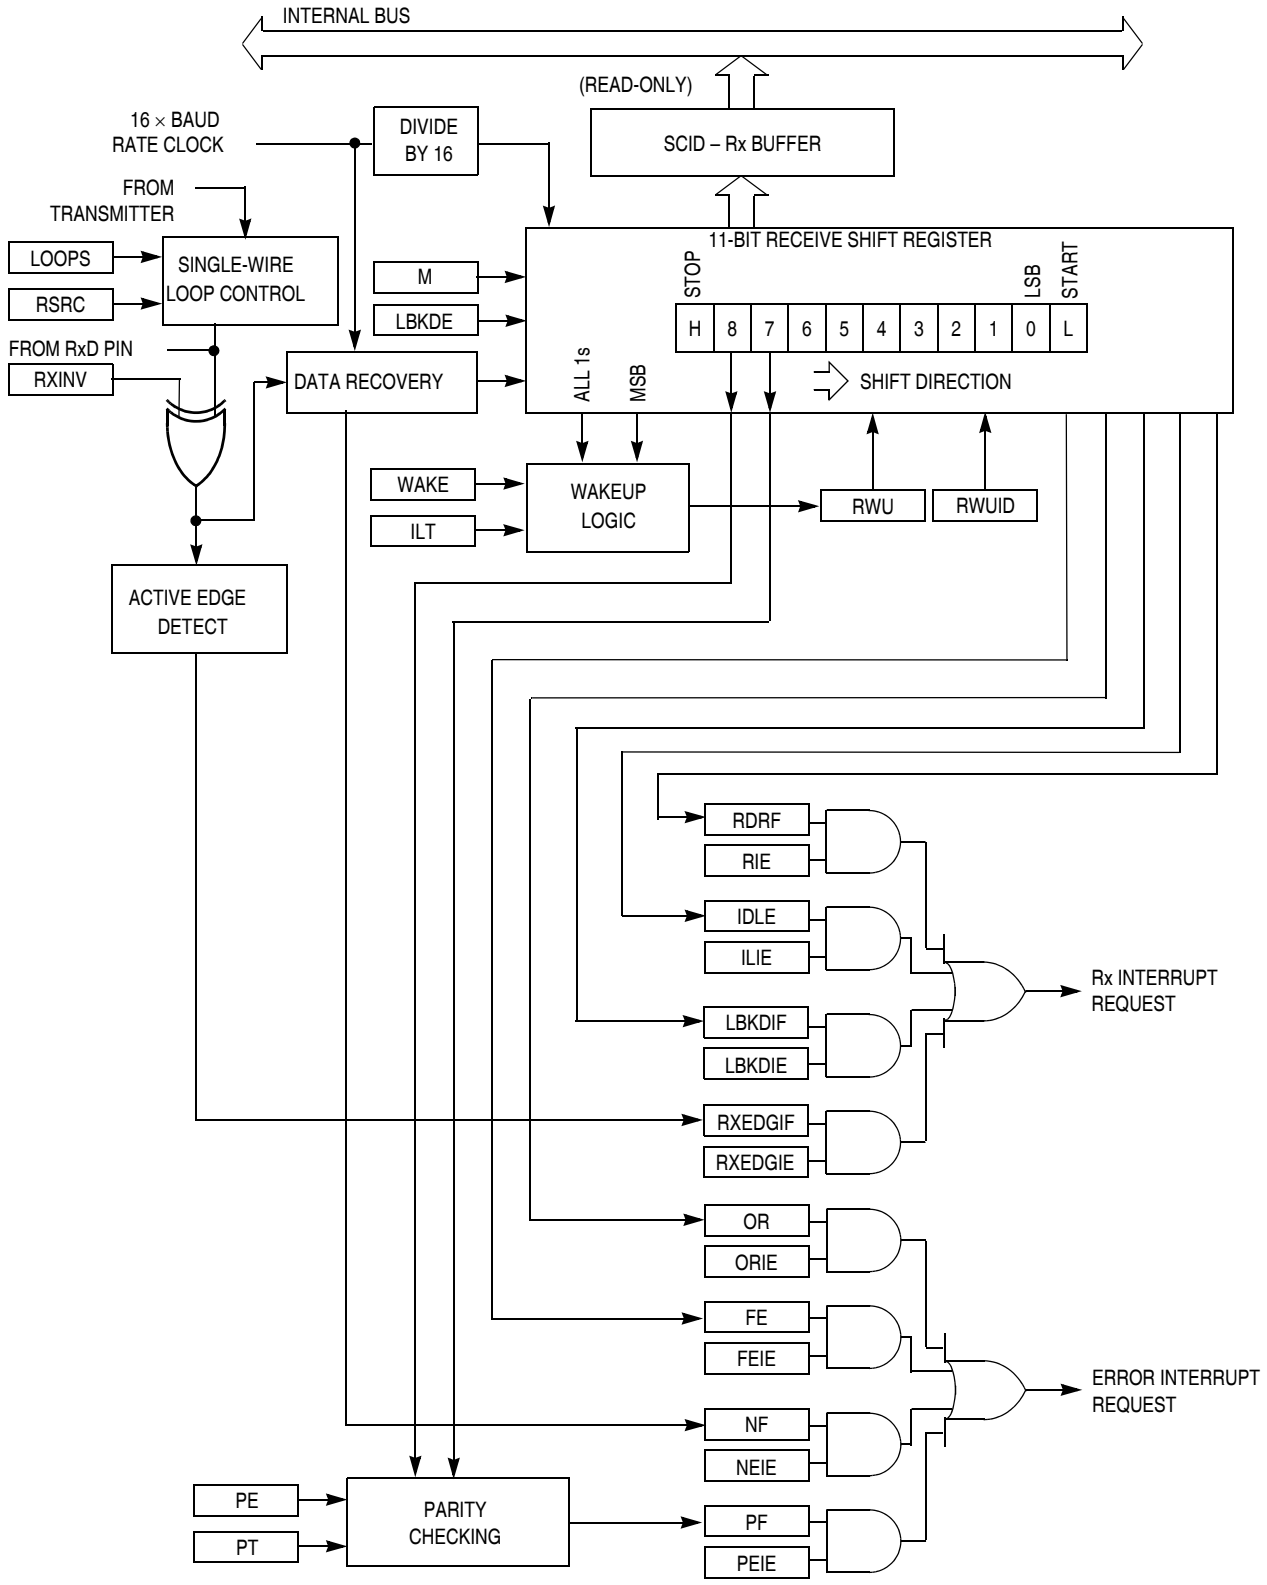 INTERNAL BUS
(READ-ONLY)
16 × BAUD
RATE CLOCK
DIVIDE
BY 16
SCID – Rx BUFFER
FROM
TRANSMITTER
11-BIT RECEIVE SHIFT REGISTER
LOOPS
SINGLE-WIRE
LOOP CONTROL
RSRC
M
LBKDE
STOP
LSB
START
H 8 7 6 5 4 3 2 1 0 L
FROM RxD PIN
RXINV
DATA RECOVERY
ALL 1s
MSB
SHIFT DIRECTION
WAKE
ILT
WAKEUP
LOGIC
RWU
RWUID
ACTIVE EDGE
DETECT
RDRF
RIE
IDLE
ILIE
Rx INTERRUPT
REQUEST
LBKDIF
LBKDIE
RXEDGIF
RXEDGIE
OR
ORIE
FE
FEIE
ERROR INTERRUPT
REQUEST
NF
NEIE
PE
PT
PARITY
CHECKING
PF
PEIE